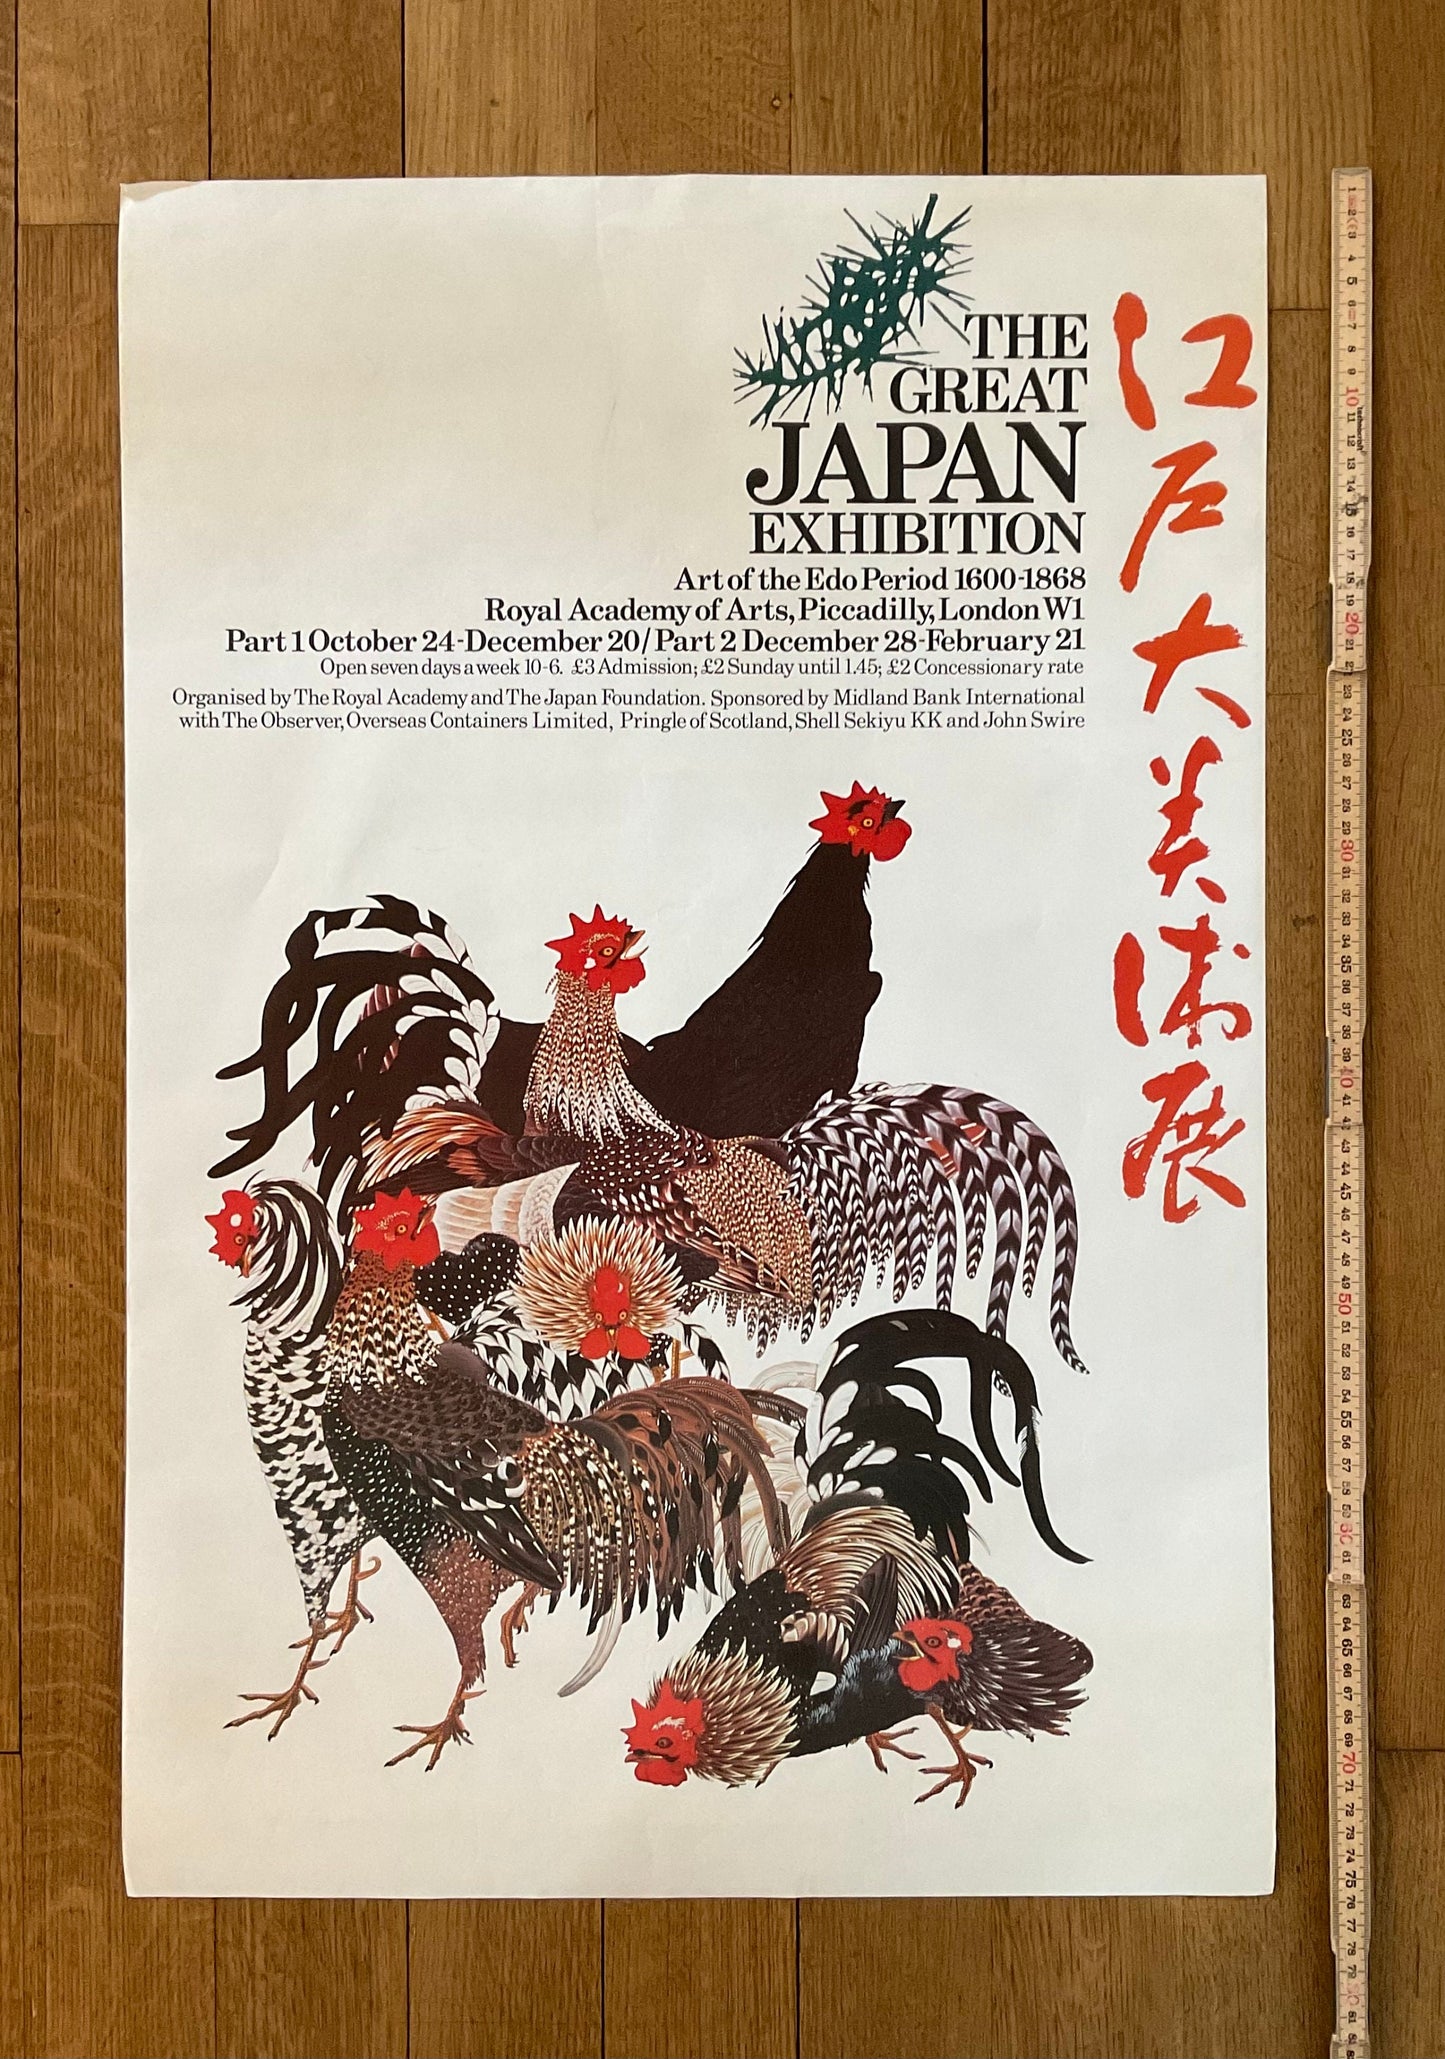 THE
GREAT
JAPAN
EXHIBITION
Art of the Edo Period 1600-1868
Royal Academy of Arts, Piccadilly, London W1
Part 1 October 24-December 20/Part 2 December 28-February 21
Open seven days a week 10-6. £3 Admission; £2 Sunday until 1.45; £2 Concessionary rate
Organised by The Royal Academy and The Japan Foundation. Sponsored by Midland Bank International
with The Observer, Overseas Containers Limited, Pringle of Scotland, Shell Sekiyu KK and John Swire
江戸大美術展